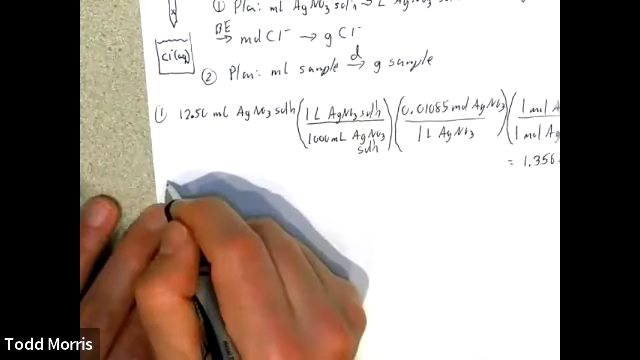 ① Plan: mL AgNO3 soln → L AgNO3 soln
BE→ mol Cl⁻ → g Cl⁻
Cl⁻(aq)
② Plan: mL sample d→ g sample
① 12.50 mL AgNO3 soln (1 L AgNO3 soln / 1000 mL AgNO3 soln) (0.01085 mol AgNO3 / 1 L AgNO3) (1 mol / 1 mol Ag
= 1.356
Todd Morris